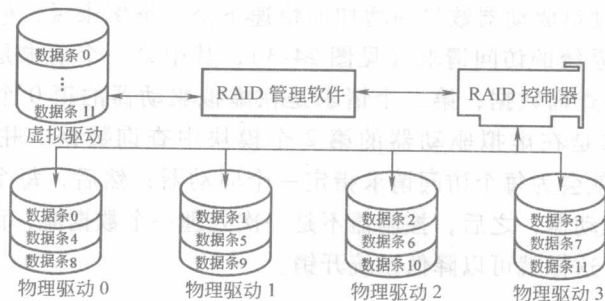 数据条 0
⋮
数据条 11
虚拟驱动
RAID 管理软件
RAID 控制器
数据条0
数据条4
数据条8
物理驱动 0
数据条1
数据条5
数据条9
物理驱动 1
数据条2
数据条6
数据条10
物理驱动 2
数据条3
数据条7
数据条11
物理驱动 3